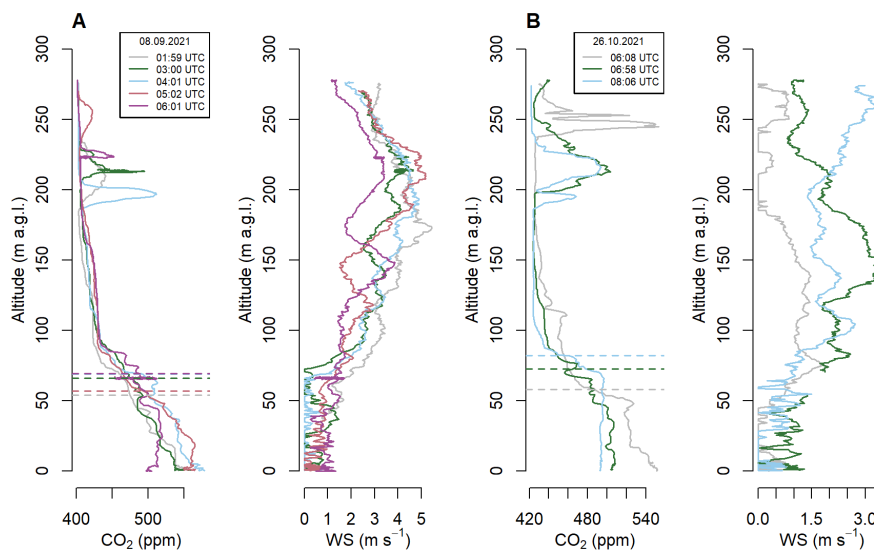 A
08.09.2021
01:59 UTC
03:00 UTC
04:01 UTC
05:02 UTC
06:01 UTC
Altitude (m a.g.l.)
0 50 100 150 200 250 300
400 500
CO₂ (ppm)
Altitude (m a.g.l.)
0 50 100 150 200 250 300
0 1 2 3 4 5
WS (m s⁻¹)
B
26.10.2021
06:08 UTC
06:58 UTC
08:06 UTC
Altitude (m a.g.l.)
0 50 100 150 200 250 300
420 480 540
CO₂ (ppm)
Altitude (m a.g.l.)
0 50 100 150 200 250 300
0.0 1.5 3.0
WS (m s⁻¹)